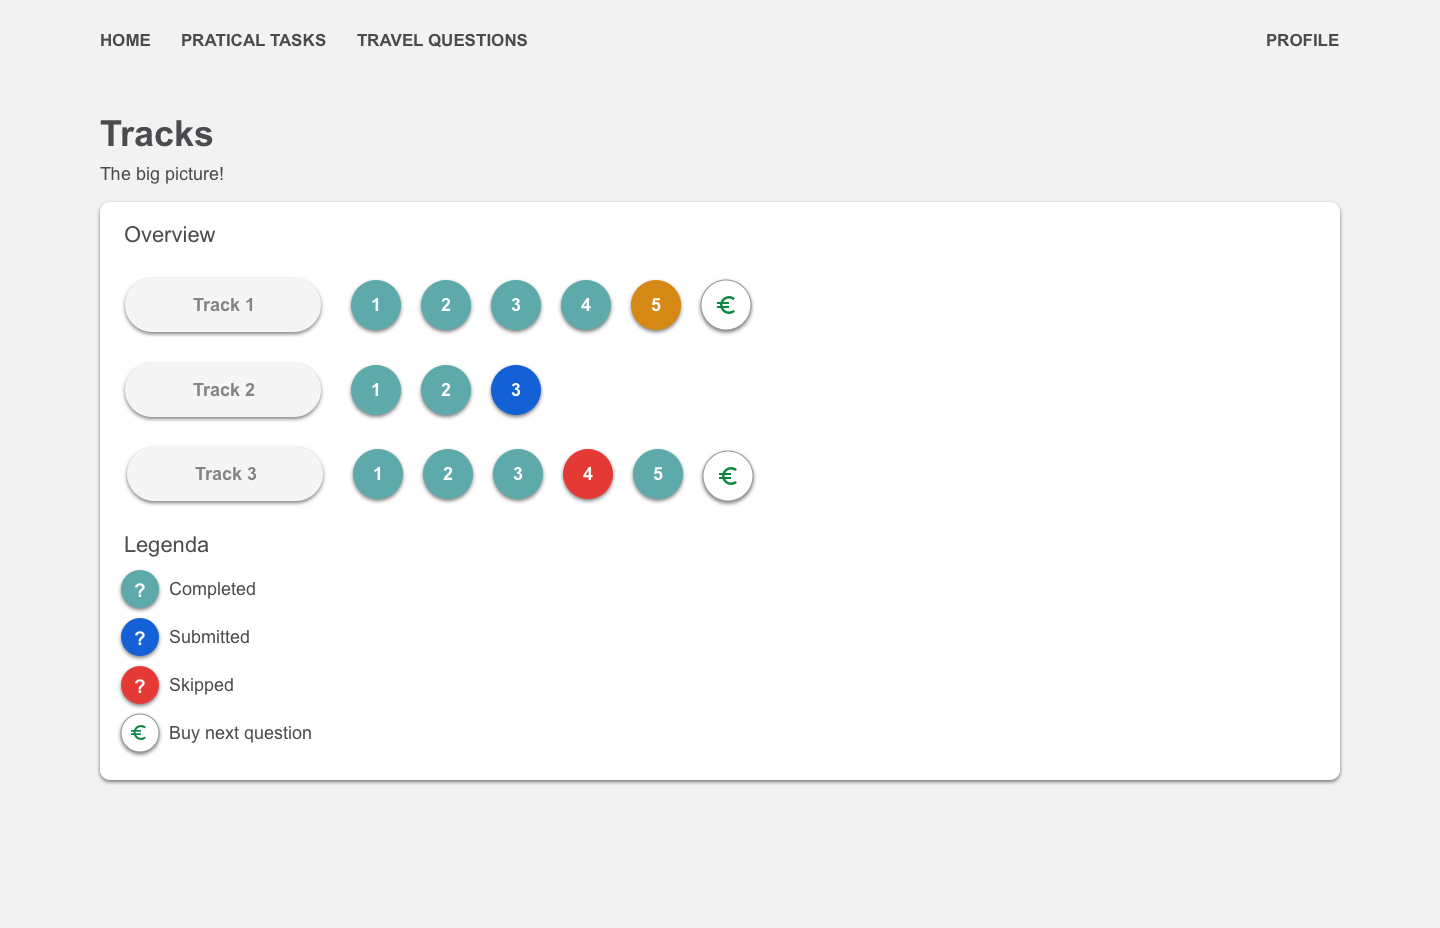 HOME PRATICAL TASKS TRAVEL QUESTIONS PROFILE
Tracks
The big picture!
Overview
Track 1 1 2 3 4 5 €
Track 2 1 2 3
Track 3 1 2 3 4 5 €
Legenda
? Completed
? Submitted
? Skipped
€ Buy next question